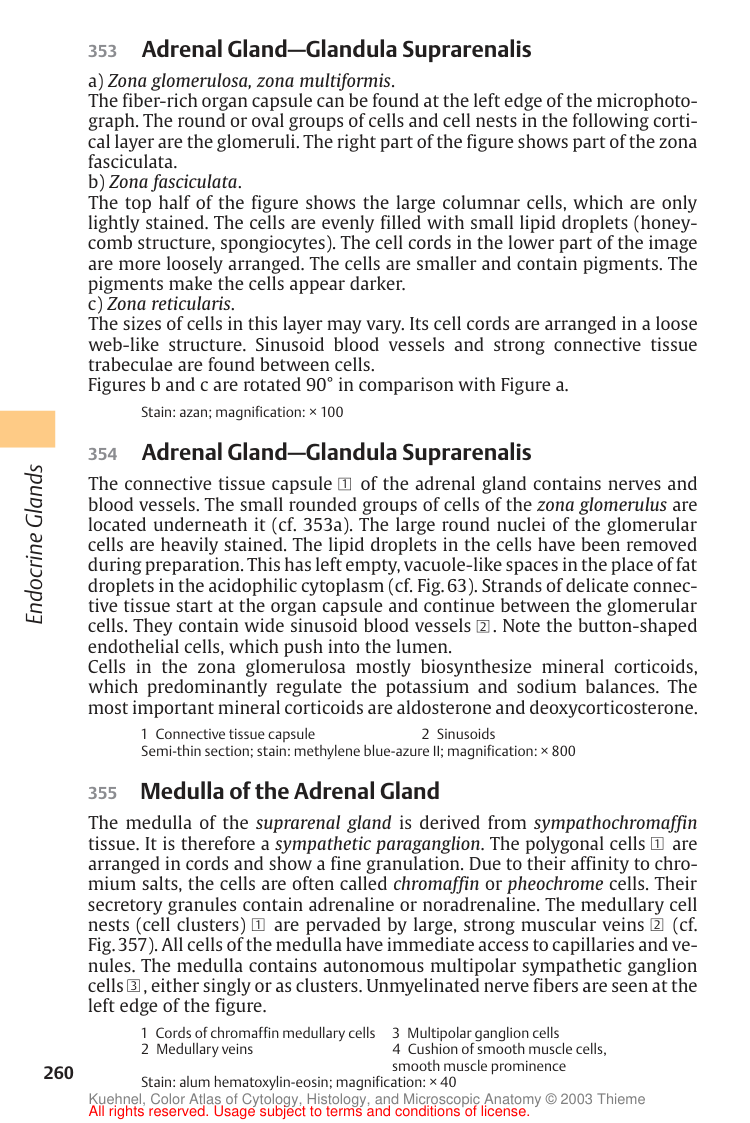 353 Adrenal Gland—Glandula Suprarenalis
a) Zona glomerulosa, zona multiformis.
The fiber-rich organ capsule can be found at the left edge of the microphoto-
graph. The round or oval groups of cells and cell nests in the following corti-
cal layer are the glomeruli. The right part of the figure shows part of the zona
fasciculata.
b) Zona fasciculata.
The top half of the figure shows the large columnar cells, which are only
lightly stained. The cells are evenly filled with small lipid droplets (honey-
comb structure, spongiocytes). The cell cords in the lower part of the image
are more loosely arranged. The cells are smaller and contain pigments. The
pigments make the cells appear darker.
c) Zona reticularis.
The sizes of cells in this layer may vary. Its cell cords are arranged in a loose
web-like structure. Sinusoid blood vessels and strong connective tissue
trabeculae are found between cells.
Figures b and c are rotated 90° in comparison with Figure a.
Stain: azan; magnification: × 100
354 Adrenal Gland—Glandula Suprarenalis
The connective tissue capsule 1 of the adrenal gland contains nerves and
blood vessels. The small rounded groups of cells of the zona glomerulus are
located underneath it (cf. 353a). The large round nuclei of the glomerular
cells are heavily stained. The lipid droplets in the cells have been removed
during preparation. This has left empty, vacuole-like spaces in the place of fat
droplets in the acidophilic cytoplasm (cf. Fig. 63). Strands of delicate connec-
tive tissue start at the organ capsule and continue between the glomerular
cells. They contain wide sinusoid blood vessels 2. Note the button-shaped
endothelial cells, which push into the lumen.
Cells in the zona glomerulosa mostly biosynthesize mineral corticoids,
which predominantly regulate the potassium and sodium balances. The
most important mineral corticoids are aldosterone and deoxycorticosterone.
1 Connective tissue capsule 2 Sinusoids
Semi-thin section; stain: methylene blue-azure II; magnification: × 800
Endocrine Glands
355 Medulla of the Adrenal Gland
The medulla of the suprarenal gland is derived from sympathochromaffin
tissue. It is therefore a sympathetic paraganglion. The polygonal cells 1 are
arranged in cords and show a fine granulation. Due to their affinity to chro-
mium salts, the cells are often called chromaffin or pheochrome cells. Their
secretory granules contain adrenaline or noradrenaline. The medullary cell
nests (cell clusters) 1 are pervaded by large, strong muscular veins 2 (cf.
Fig. 357). All cells of the medulla have immediate access to capillaries and ve-
nules. The medulla contains autonomous multipolar sympathetic ganglion
cells 3, either singly or as clusters. Unmyelinated nerve fibers are seen at the
left edge of the figure.
1 Cords of chromaffin medullary cells 3 Multipolar ganglion cells
2 Medullary veins 4 Cushion of smooth muscle cells,
smooth muscle prominence
Stain: alum hematoxylin-eosin; magnification: × 40
260
Kuehnel, Color Atlas of Cytology, Histology, and Microscopic Anatomy © 2003 Thieme
All rights reserved. Usage subject to terms and conditions of license.